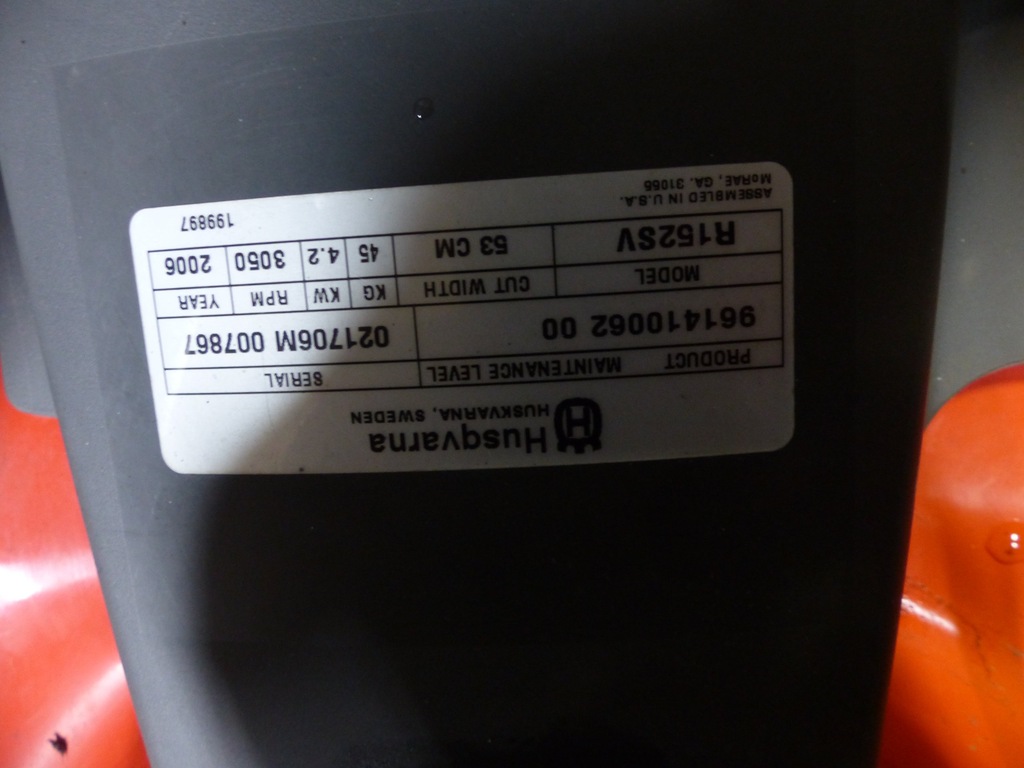 Husqvarna
HUSKVARNA, SWEDEN
PRODUCT MAINTENANCE LEVEL SERIAL
961410062 00 021706M 007867
MODEL CUT WIDTH KG KW RPM YEAR
R152SV 53 CM 45 4.2 3050 2006
ASSEMBLED IN U.S.A. 199897
McRAE, GA. 31055